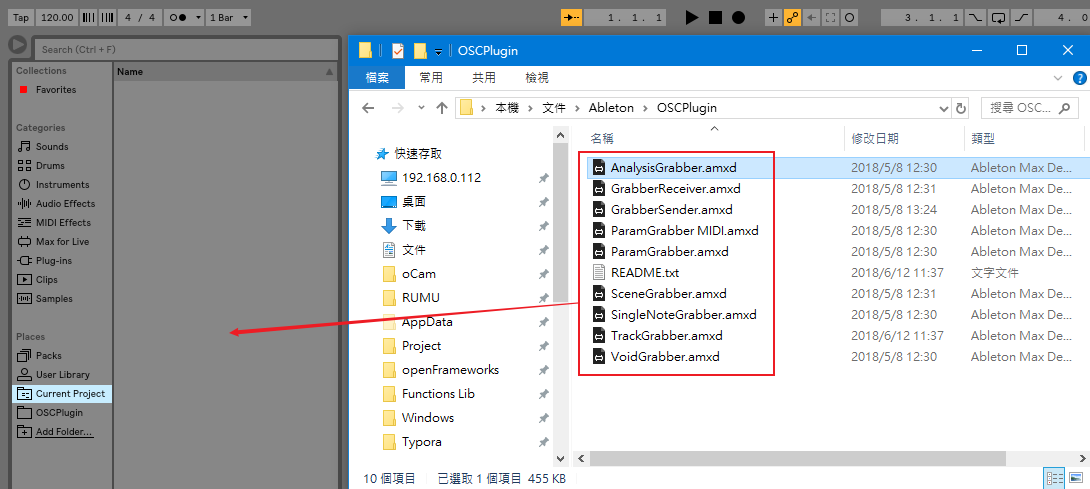 Tap 120.00 4 / 4 1 Bar 1. 1. 1 3. 1. 1 4. 0
Search (Ctrl + F)
Collections
Favorites
Categories
Sounds
Drums
Instruments
Audio Effects
MIDI Effects
Max for Live
Plug-ins
Clips
Samples
Places
Packs
User Library
Current Project
OSCPlugin
Add Folder...
Name
OSCPlugin
檔案 常用 共用 檢視
本機 > 文件 > Ableton > OSCPlugin
搜尋 OSC...
快速存取
192.168.0.112
桌面
下載
文件
oCam
RUMU
AppData
Project
openFrameworks
Functions Lib
Windows
Typora
名稱 修改日期 類型
AnalysisGrabber.amxd 2018/5/8 12:30 Ableton Max De...
GrabberReceiver.amxd 2018/5/8 12:31 Ableton Max De...
GrabberSender.amxd 2018/5/8 13:24 Ableton Max De...
ParamGrabber MIDI.amxd 2018/5/8 12:30 Ableton Max De...
ParamGrabber.amxd 2018/5/8 12:30 Ableton Max De...
README.txt 2018/6/12 11:37 文字文件
SceneGrabber.amxd 2018/5/8 12:31 Ableton Max De...
SingleNoteGrabber.amxd 2018/5/8 12:30 Ableton Max De...
TrackGrabber.amxd 2018/6/12 11:37 Ableton Max De...
VoidGrabber.amxd 2018/5/8 12:30 Ableton Max De...
10 個項目 已選取 1 個項目 455 KB